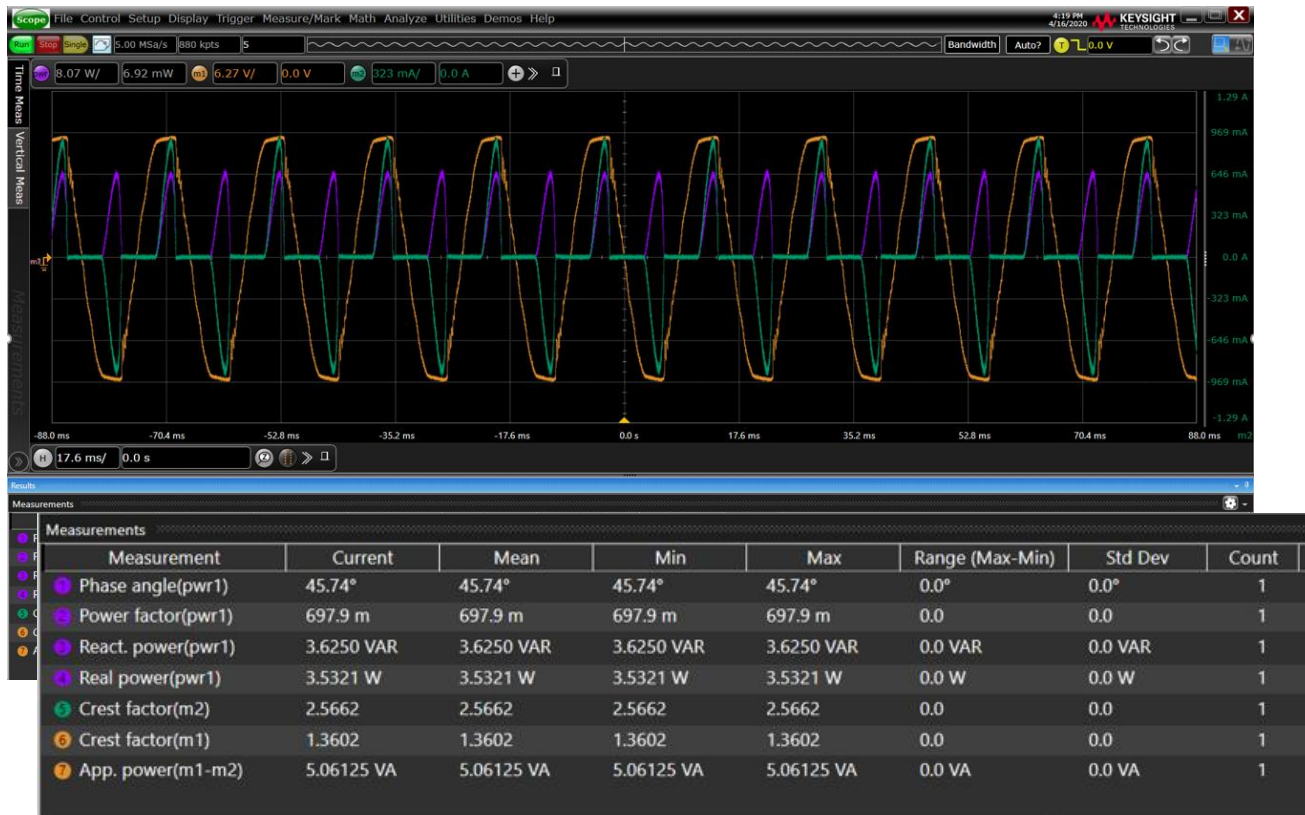 Scope File Control Setup Display Trigger Measure/Mark Math Analyze Utilities Demos Help
4:19 PM
4/16/2020
KEYSIGHT
TECHNOLOGIES
Run Stop Single 5.00 MSa/s 880 kpts 5 Bandwidth Auto? T 0.0 V
Time Meas
Vertical Meas
Measurements
pwr 8.07 W/ 6.92 mW m1 6.27 V/ 0.0 V m2 323 mA/ 0.0 A
1.29 A
969 mA
646 mA
323 mA
0.0 A
-323 mA
-646 mA
-969 mA
-1.29 A
-88.0 ms -70.4 ms -52.8 ms -35.2 ms -17.6 ms 0.0 s 17.6 ms 35.2 ms 52.8 ms 70.4 ms 88.0 ms m2
H 17.6 ms/ 0.0 s
Results
Measurements
Measurements
Measurement Current Mean Min Max Range (Max-Min) Std Dev Count
1 Phase angle(pwr1) 45.74° 45.74° 45.74° 45.74° 0.0° 0.0° 1
2 Power factor(pwr1) 697.9 m 697.9 m 697.9 m 697.9 m 0.0 0.0 1
3 React. power(pwr1) 3.6250 VAR 3.6250 VAR 3.6250 VAR 3.6250 VAR 0.0 VAR 0.0 VAR 1
4 Real power(pwr1) 3.5321 W 3.5321 W 3.5321 W 3.5321 W 0.0 W 0.0 W 1
5 Crest factor(m2) 2.5662 2.5662 2.5662 2.5662 0.0 0.0 1
6 Crest factor(m1) 1.3602 1.3602 1.3602 1.3602 0.0 0.0 1
7 App. power(m1-m2) 5.06125 VA 5.06125 VA 5.06125 VA 5.06125 VA 0.0 VA 0.0 VA 1